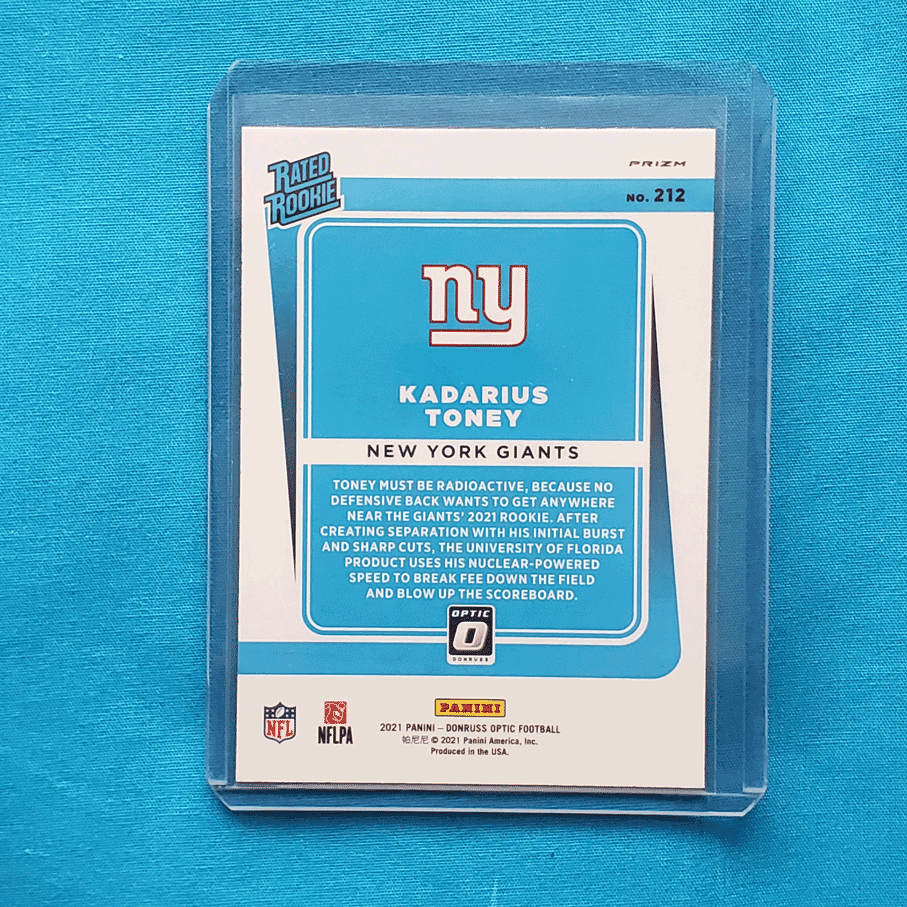 PRIZM
RATED
ROOKIE
NO. 212
ny
KADARIUS
TONEY
NEW YORK GIANTS
TONEY MUST BE RADIOACTIVE, BECAUSE NO
DEFENSIVE BACK WANTS TO GET ANYWHERE
NEAR THE GIANTS' 2021 ROOKIE. AFTER
CREATING SEPARATION WITH HIS INITIAL BURST
AND SHARP CUTS, THE UNIVERSITY OF FLORIDA
PRODUCT USES HIS NUCLEAR-POWERED
SPEED TO BREAK FEE DOWN THE FIELD
AND BLOW UP THE SCOREBOARD.
OPTIC
O
DONRUSS
NFL
NFLPA
PANINI
2021 PANINI – DONRUSS OPTIC FOOTBALL
帕尼尼 © 2021 Panini America, Inc.
Produced in the USA.